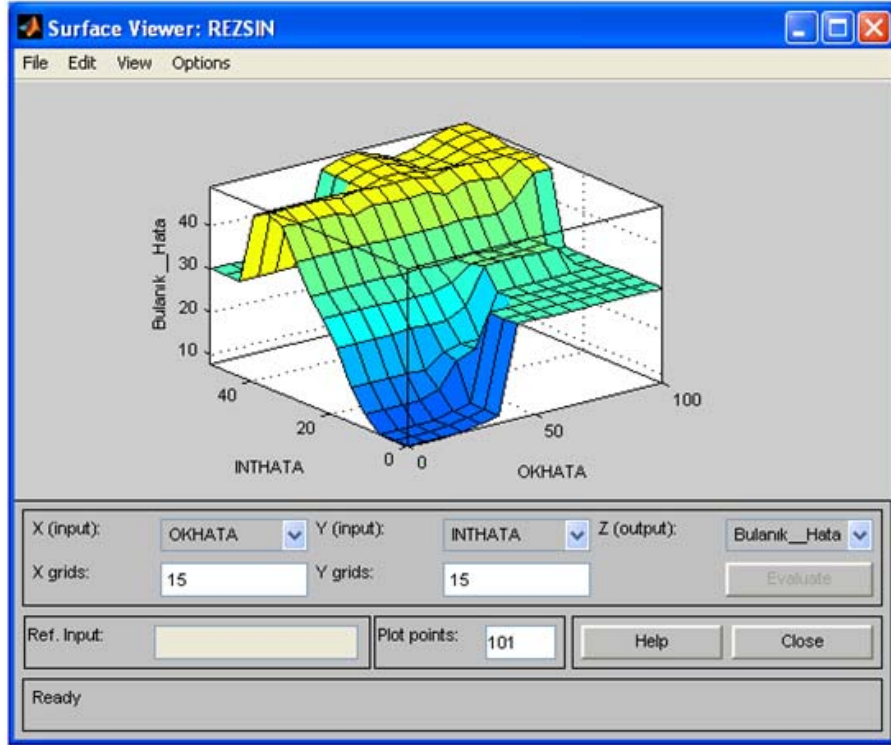 Surface Viewer: REZSIN
File Edit View Options
Bulanık__Hata
40
30
20
10
40
20
0
INTHATA
0
50
100
OKHATA
X (input): OKHATA Y (input): INTHATA Z (output): Bulanık__Hata
X grids: 15 Y grids: 15 Evaluate
Ref. Input: Plot points: 101 Help Close
Ready